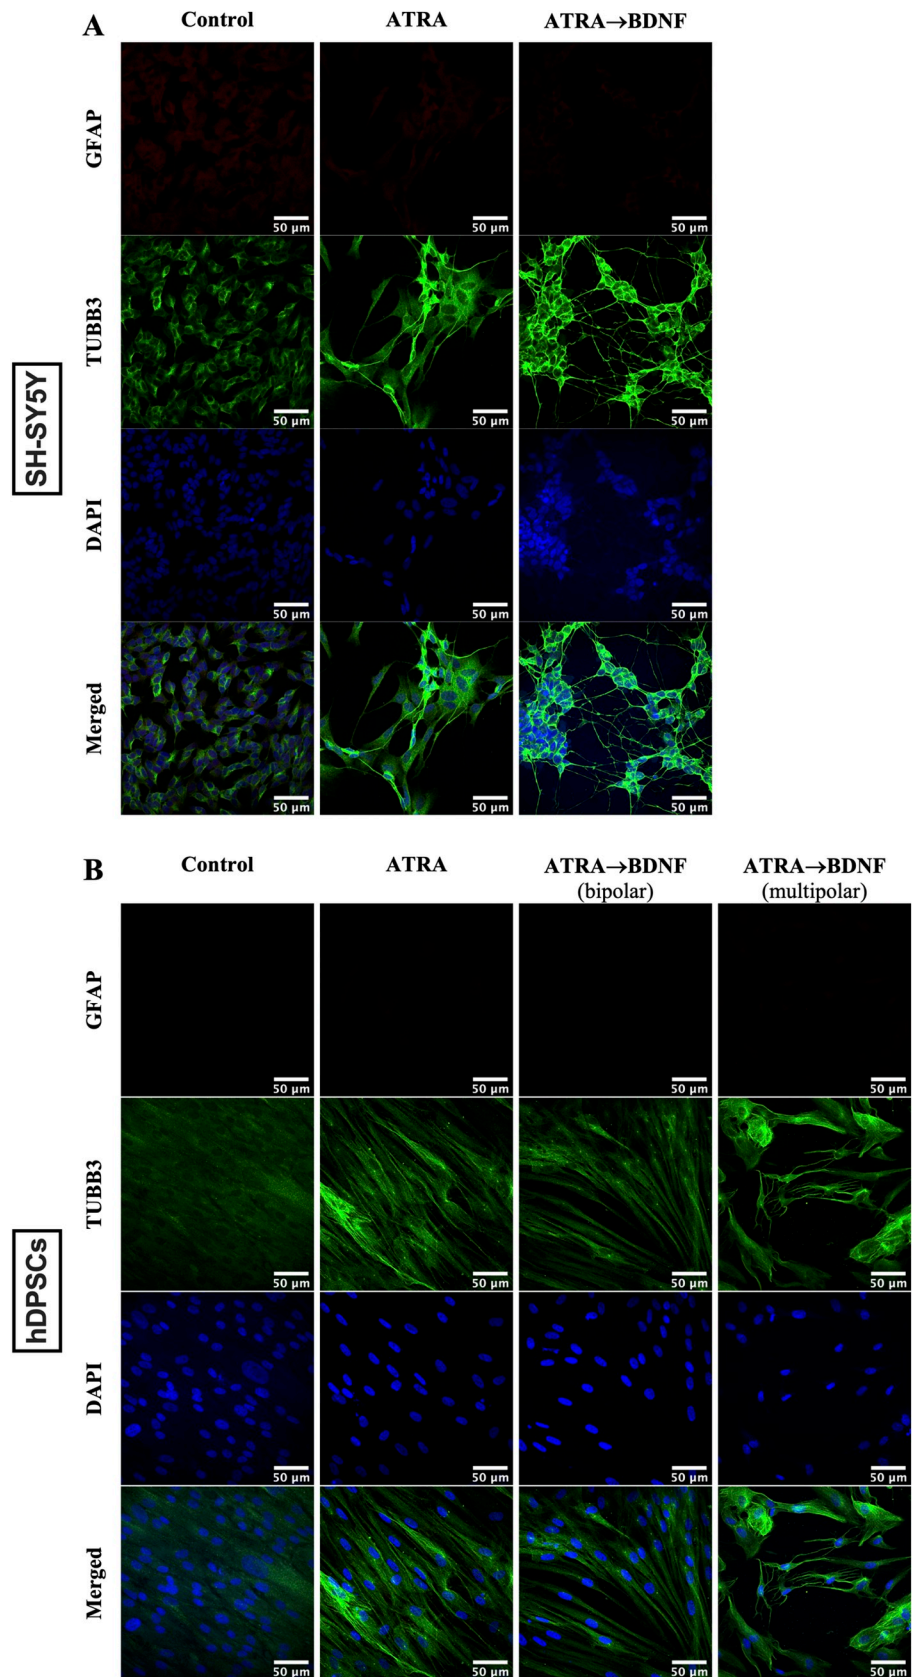 A
Control
ATRA
ATRA→BDNF
SH-SY5Y
GFAP
50 µm
50 µm
50 µm
TUBB3
50 µm
50 µm
50 µm
DAPI
50 µm
50 µm
50 µm
Merged
50 µm
50 µm
50 µm
B
Control
ATRA
ATRA→BDNF
(bipolar)
ATRA→BDNF
(multipolar)
hDPSCs
GFAP
50 µm
50 µm
50 µm
50 µm
TUBB3
50 µm
50 µm
50 µm
50 µm
DAPI
50 µm
50 µm
50 µm
50 µm
Merged
50 µm
50 µm
50 µm
50 µm